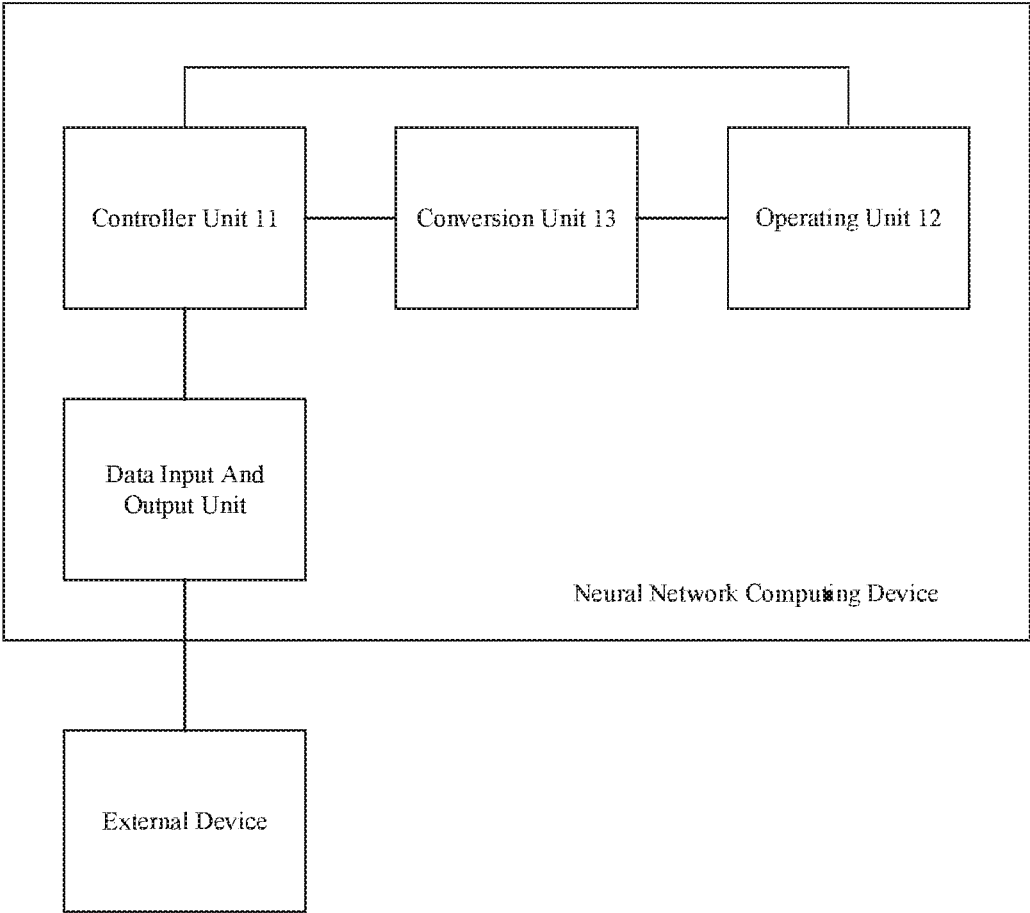 Controller Unit 11
Conversion Unit 13
Operating Unit 12
Data Input And
Output Unit
Neural Network Computing Device
External Device